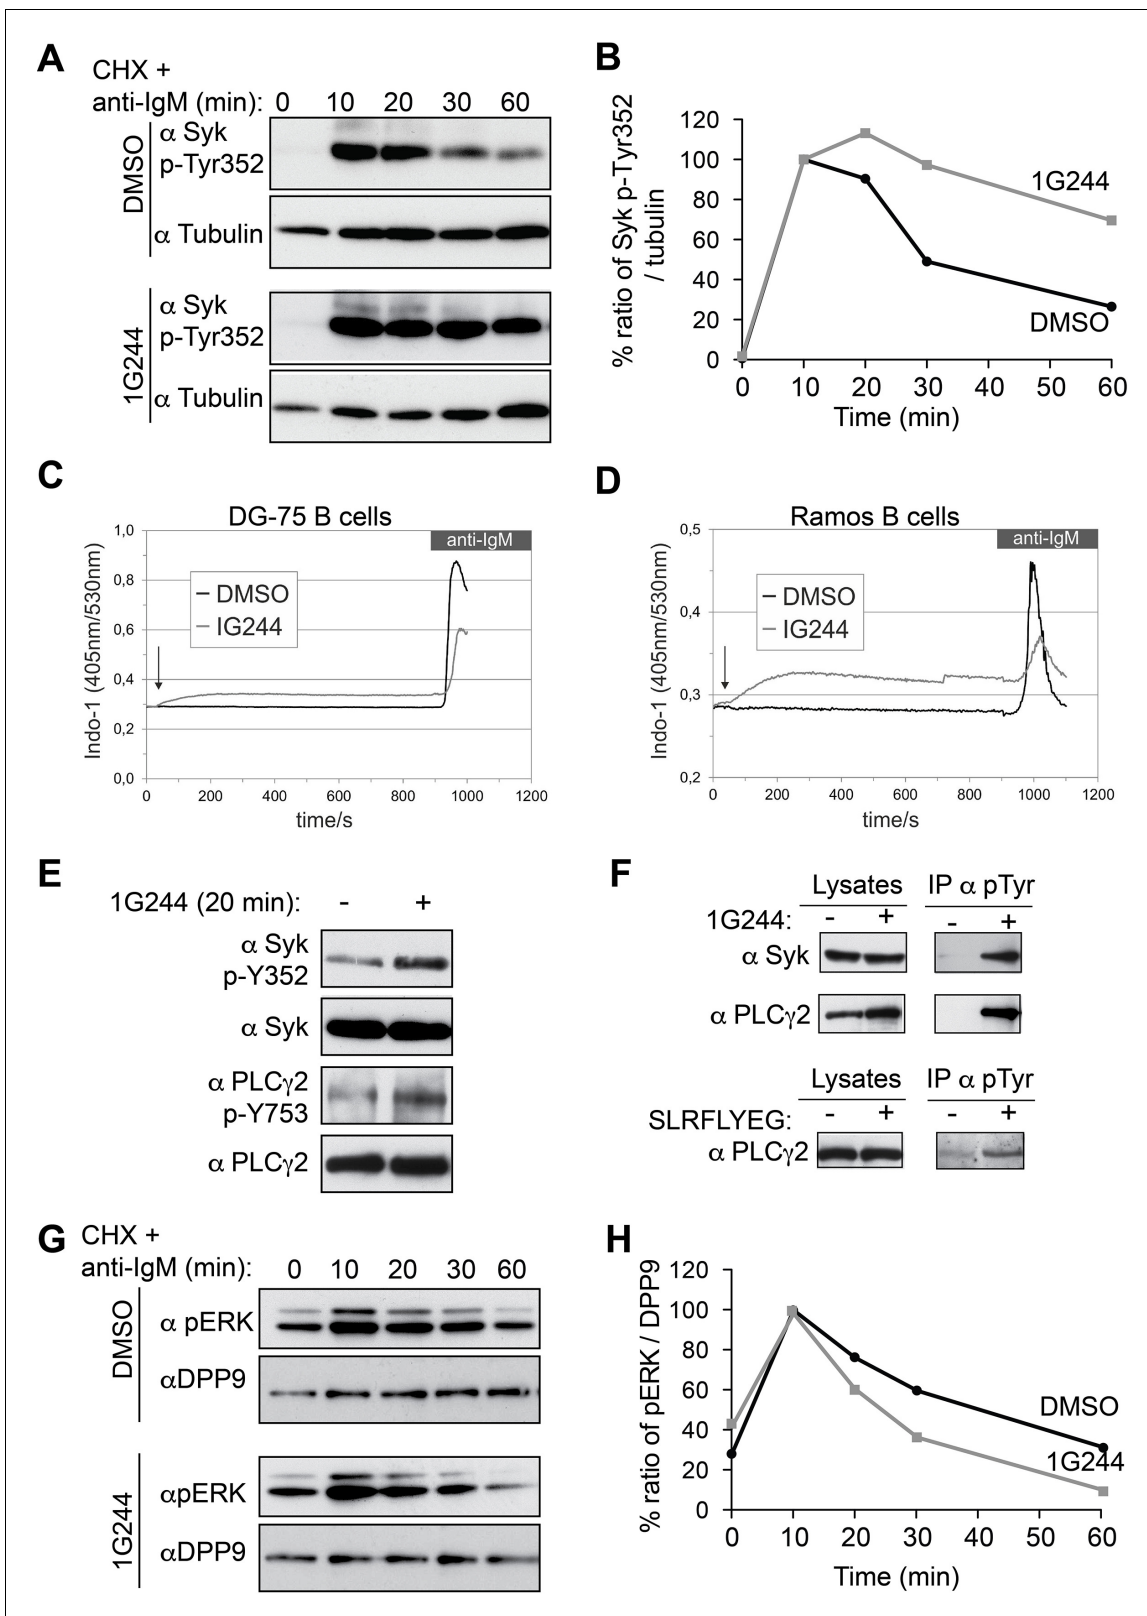 A
CHX +
anti-IgM (min): 0 10 20 30 60
DMSO
α Syk
p-Tyr352
α Tubulin
1G244
α Syk
p-Tyr352
α Tubulin
B
% ratio of Syk p-Tyr352
/ tubulin
120
100
80
60
40
20
0
1G244
DMSO
0 10 20 30 40 50 60
Time (min)
C
DG-75 B cells
Indo-1 (405nm/530nm)
1,0
0,8
0,6
0,4
0,2
0,0
anti-IgM
DMSO
IG244
0 200 400 600 800 1000 1200
time/s
D
Ramos B cells
Indo-1 (405nm/530nm)
0,5
0,4
0,3
0,2
anti-IgM
DMSO
IG244
0 200 400 600 800 1000 1200
time/s
E
1G244 (20 min): - +
α Syk
p-Y352
α Syk
α PLCγ2
p-Y753
α PLCγ2
F
Lysates IP α pTyr
1G244: - + - +
α Syk
α PLCγ2
Lysates IP α pTyr
SLRFLYEG: - + - +
α PLCγ2
G
CHX +
anti-IgM (min): 0 10 20 30 60
DMSO
α pERK
αDPP9
1G244
αpERK
αDPP9
H
% ratio of pERK / DPP9
120
100
80
60
40
20
0
DMSO
1G244
0 10 20 30 40 50 60
Time (min)